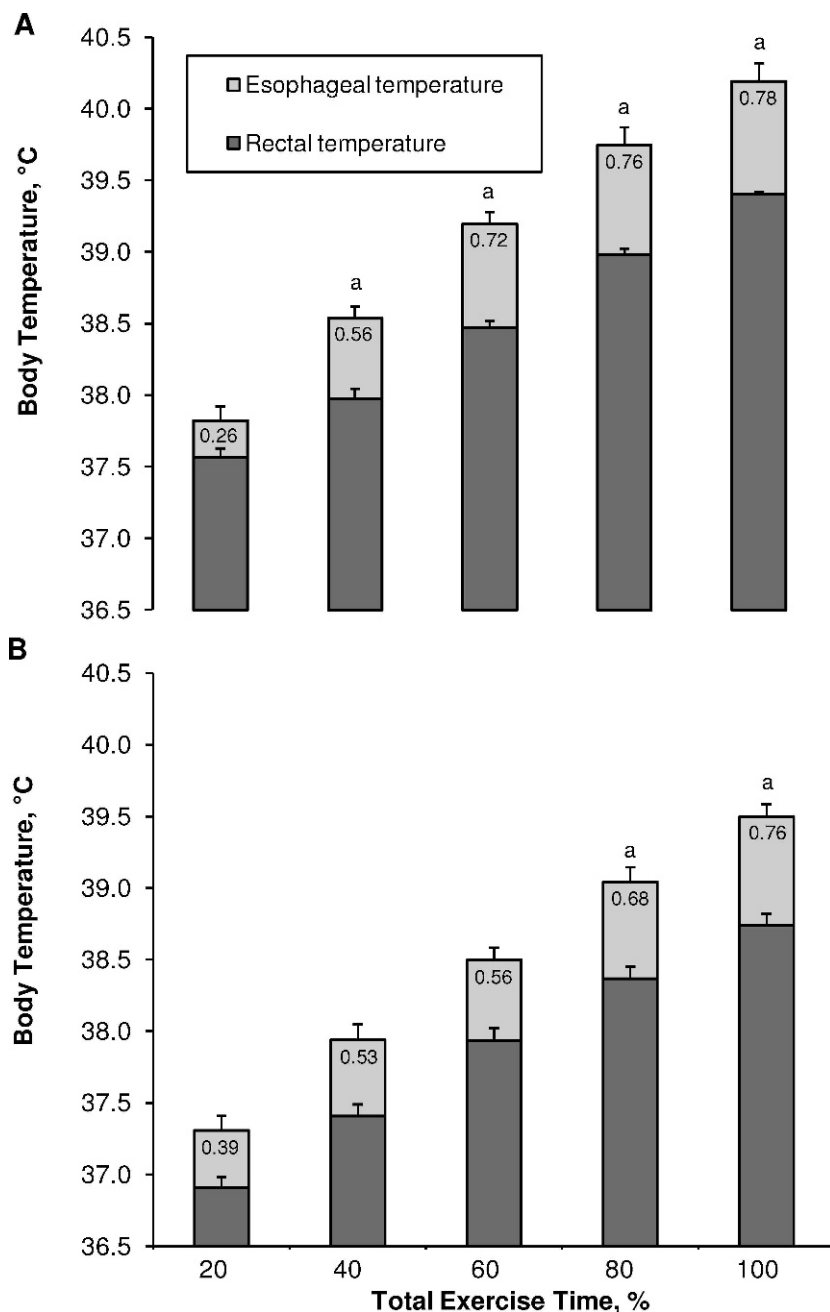 A
Body Temperature, °C
40.5
40.0
39.5
39.0
38.5
38.0
37.5
37.0
36.5
Esophageal temperature
Rectal temperature
0.26
a
0.56
a
0.72
a
0.76
a
0.78
B
Body Temperature, °C
40.5
40.0
39.5
39.0
38.5
38.0
37.5
37.0
36.5
0.39
0.53
0.56
a
0.68
a
0.76
20 40 60 80 100
Total Exercise Time, %